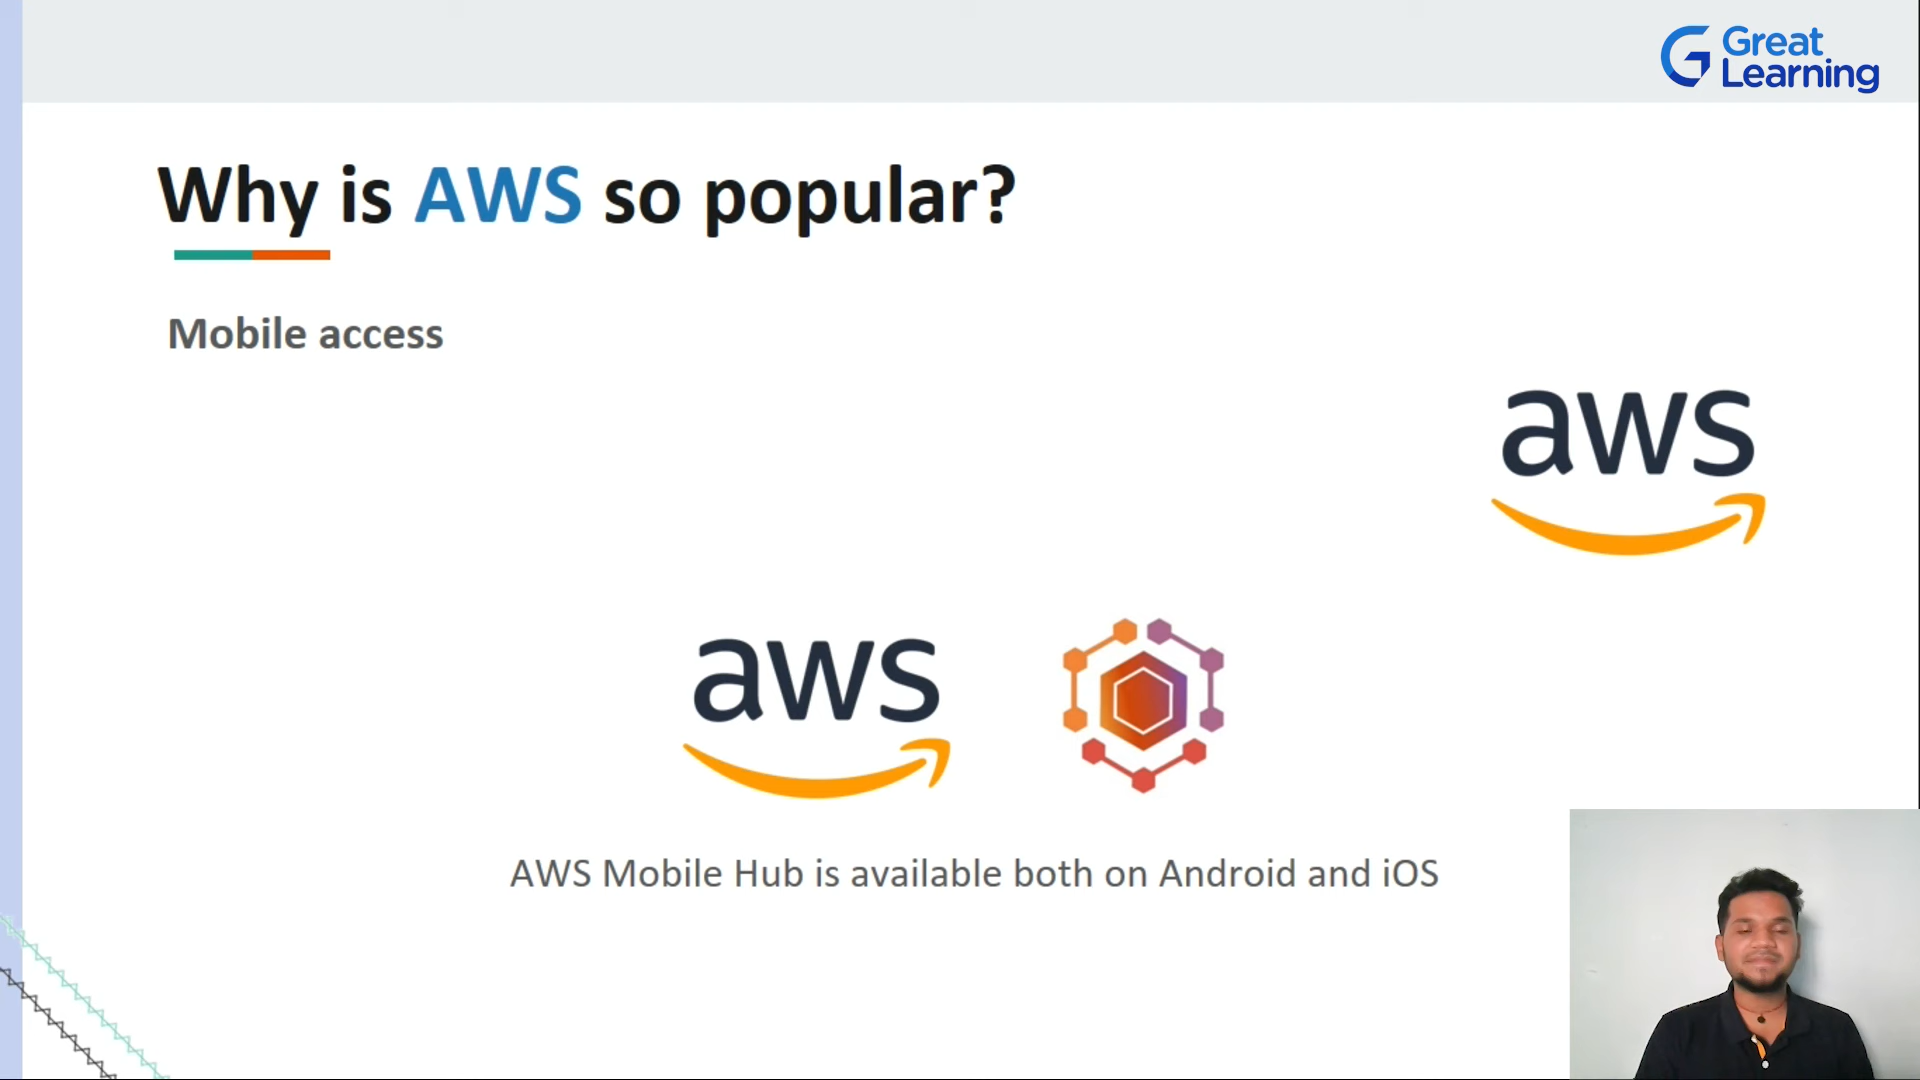 Great
Learning
Why is AWS so popular?
Mobile access
aws
aws
AWS Mobile Hub is available both on Android and iOS